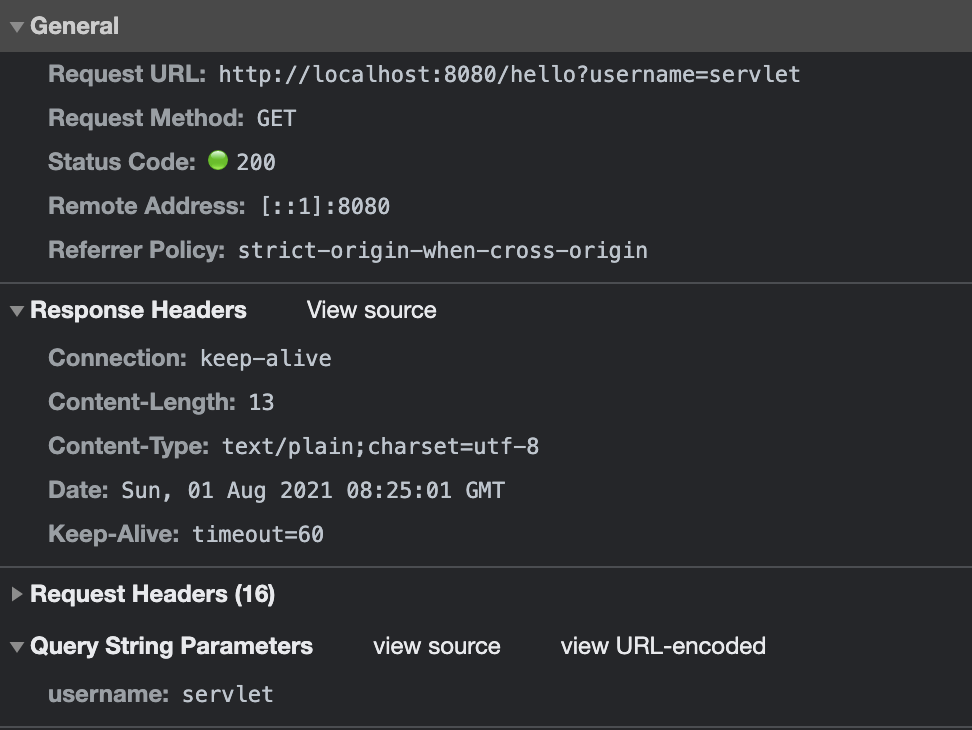 General
Request URL: http://localhost:8080/hello?username=servlet
Request Method: GET
Status Code: 200
Remote Address: [::1]:8080
Referrer Policy: strict-origin-when-cross-origin
Response Headers View source
Connection: keep-alive
Content-Length: 13
Content-Type: text/plain;charset=utf-8
Date: Sun, 01 Aug 2021 08:25:01 GMT
Keep-Alive: timeout=60
Request Headers (16)
Query String Parameters view source view URL-encoded
username: servlet